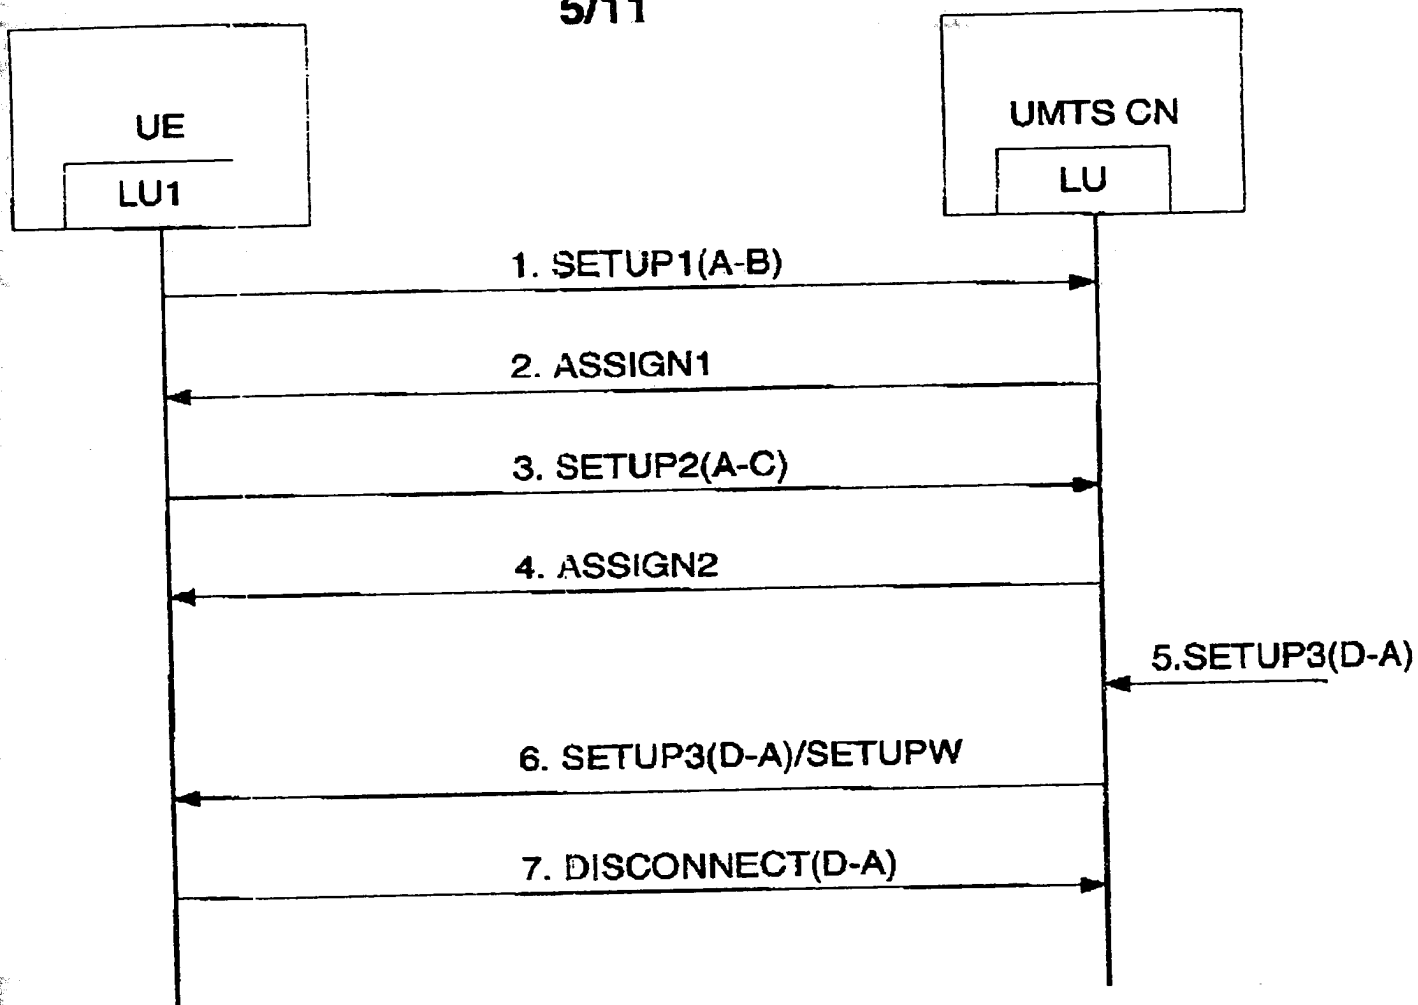 5/11
UE
LU1
UMTS CN
LU
1. SETUP1(A-B)
2. ASSIGN1
3. SETUP2(A-C)
4. ASSIGN2
5.SETUP3(D-A)
6. SETUP3(D-A)/SETUPW
7. DISCONNECT(D-A)